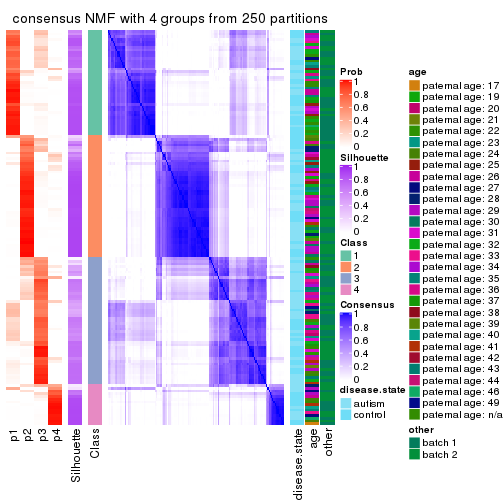 consensus NMF with 4 groups from 250 partitions
p1
p2
p3
p4
Silhouette
Class
disease.state
age
other
Prob
1
0.8
0.6
0.4
0.2
0
Silhouette
1
0.8
0.6
0.4
0.2
0
Class
1
2
3
4
Consensus
1
0.8
0.6
0.4
0.2
0
disease.state
autism
control
age
paternal age: 17
paternal age: 19
paternal age: 20
paternal age: 21
paternal age: 22
paternal age: 23
paternal age: 24
paternal age: 25
paternal age: 26
paternal age: 27
paternal age: 28
paternal age: 29
paternal age: 30
paternal age: 31
paternal age: 32
paternal age: 33
paternal age: 34
paternal age: 35
paternal age: 36
paternal age: 37
paternal age: 38
paternal age: 39
paternal age: 40
paternal age: 41
paternal age: 42
paternal age: 43
paternal age: 44
paternal age: 46
paternal age: 49
paternal age: n/a
other
batch 1
batch 2